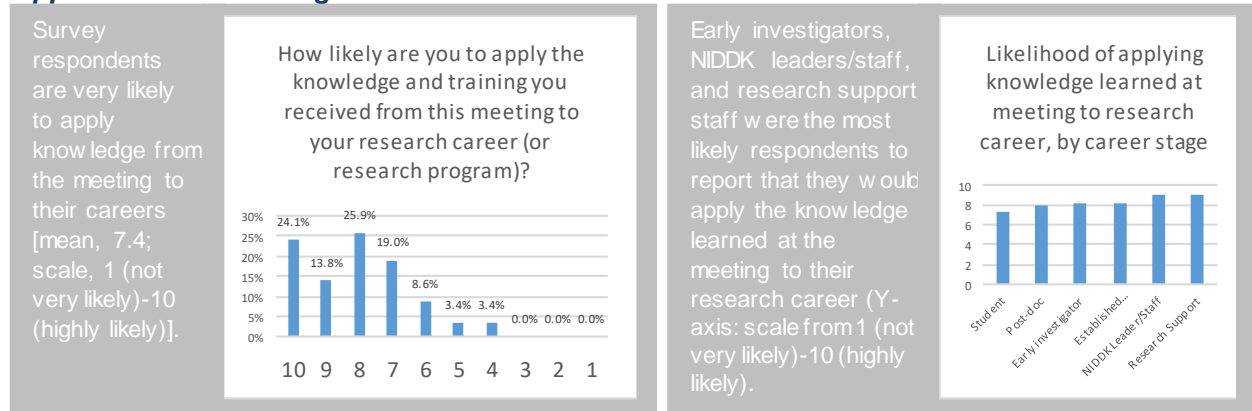 Survey
respondents
are very likely
to apply
know ledge from
the meeting to
their careers
[mean, 7.4;
scale, 1 (not
very likely)-10
(highly likely)].
How likely are you to apply the
knowledge and training you
received from this meeting to
your research career (or
research program)?
30%
25%
20%
15%
10%
5%
0%
24.1%
13.8%
25.9%
19.0%
8.6%
3.4%
3.4%
0.0%
0.0%
0.0%
10 9 8 7 6 5 4 3 2 1
Early investigators,
NIDDK leaders/staff,
and research support
staff w ere the most
likely respondents to
report that they w ould
apply the know ledge
learned at the
meeting to their
research career (Y-
axis: scale from 1 (not
very likely)-10 (highly
likely).
Likelihood of applying
knowledge learned at
meeting to research
career, by career stage
10
8
6
4
2
0
Student
Post-doc
Early investigator
Established...
NIDDK Leader/Staff
Research Support